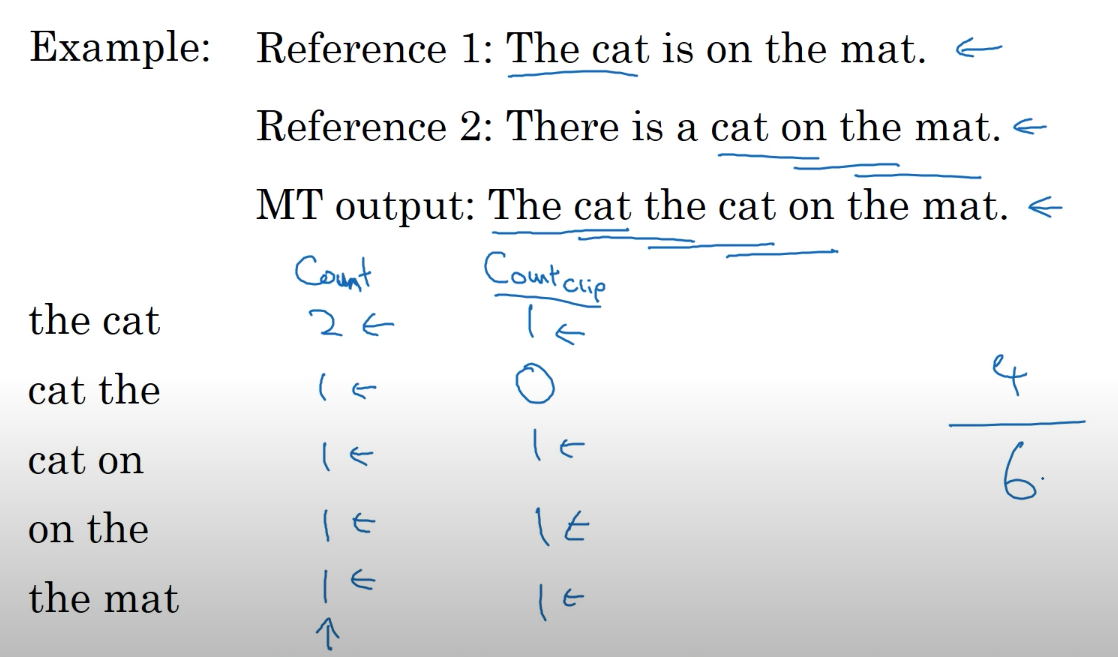 Example: Reference 1: The cat is on the mat. ←
Reference 2: There is a cat on the mat. ←
MT output: The cat the cat on the mat. ←
Count Count clip
the cat 2 ← 1 ←
cat the 1 ← 0
cat on 1 ← 1 ←
on the 1 ← 1 ←
the mat 1 ← 1 ←
↑
4
6